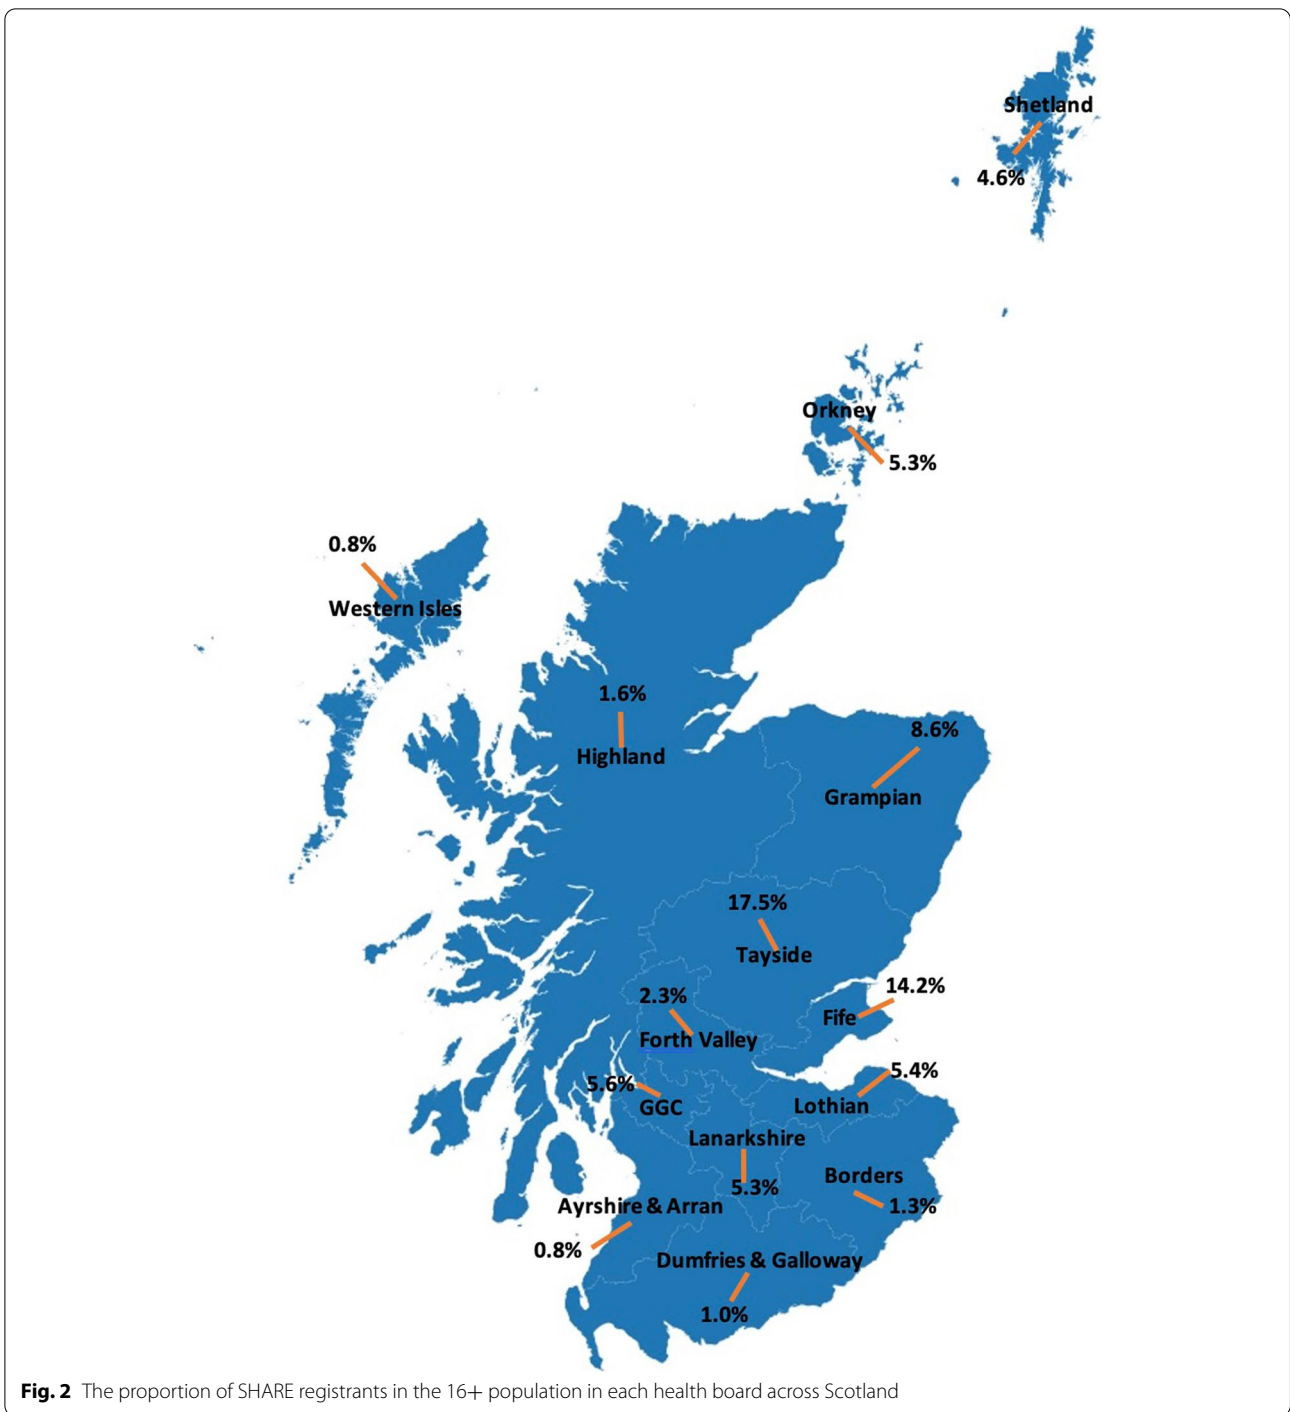 Shetland
4.6%
Orkney
5.3%
0.8%
Western Isles
1.6%
Highland
8.6%
Grampian
17.5%
Tayside
14.2%
Fife
2.3%
Forth Valley
5.4%
Lothian
5.6%
GGC
Lanarkshire
5.3%
Borders
1.3%
Ayrshire & Arran
0.8%
Dumfries & Galloway
1.0%
Fig. 2 The proportion of SHARE registrants in the 16+ population in each health board across Scotland